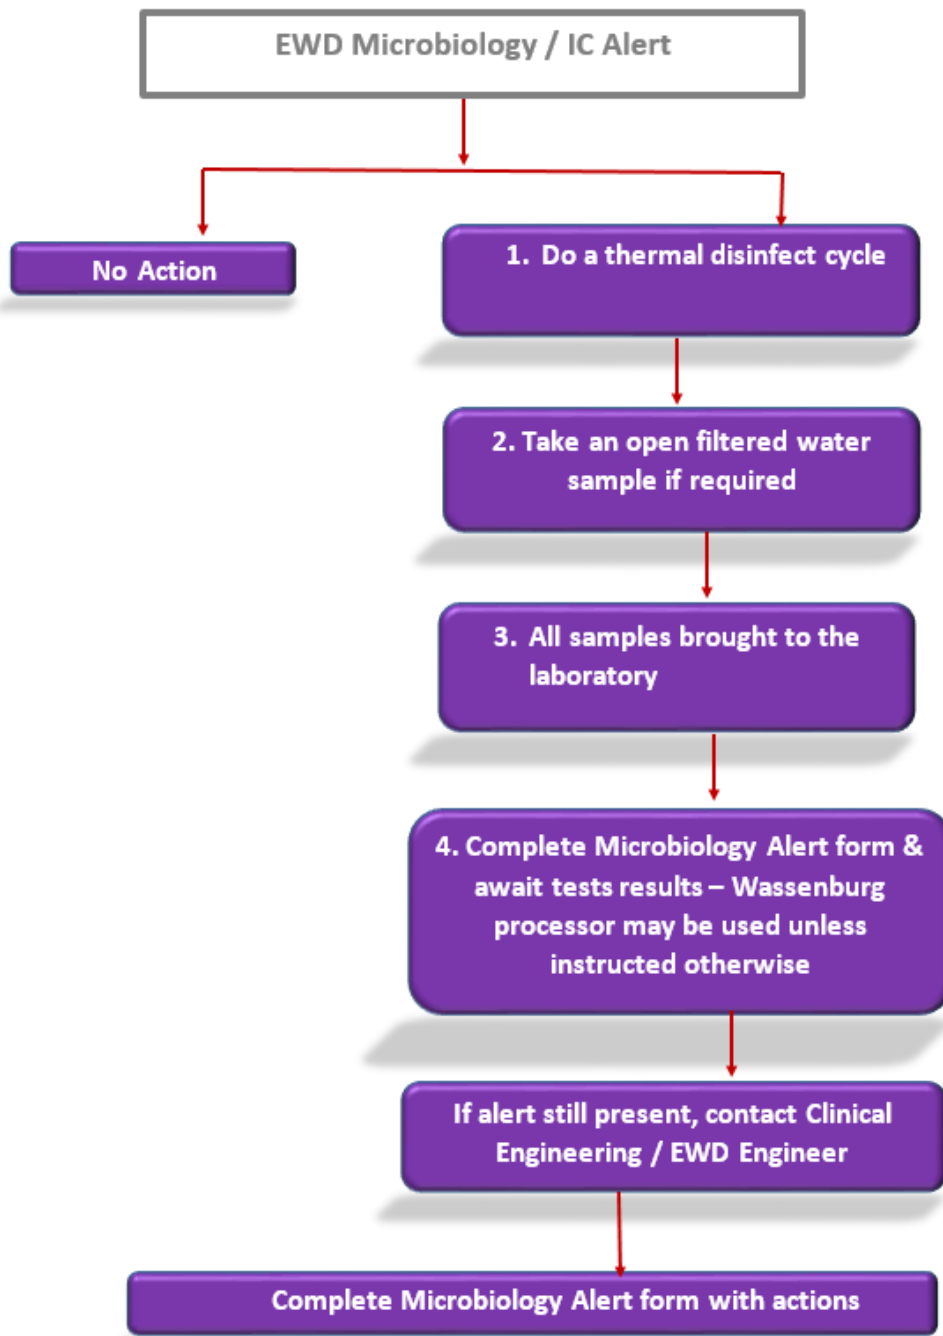 EWD Microbiology / IC Alert
No Action
1. Do a thermal disinfect cycle
2. Take an open filtered water
sample if required
3. All samples brought to the
laboratory
4. Complete Microbiology Alert form &
await tests results – Wassenburg
processor may be used unless
instructed otherwise
If alert still present, contact Clinical
Engineering / EWD Engineer
Complete Microbiology Alert form with actions